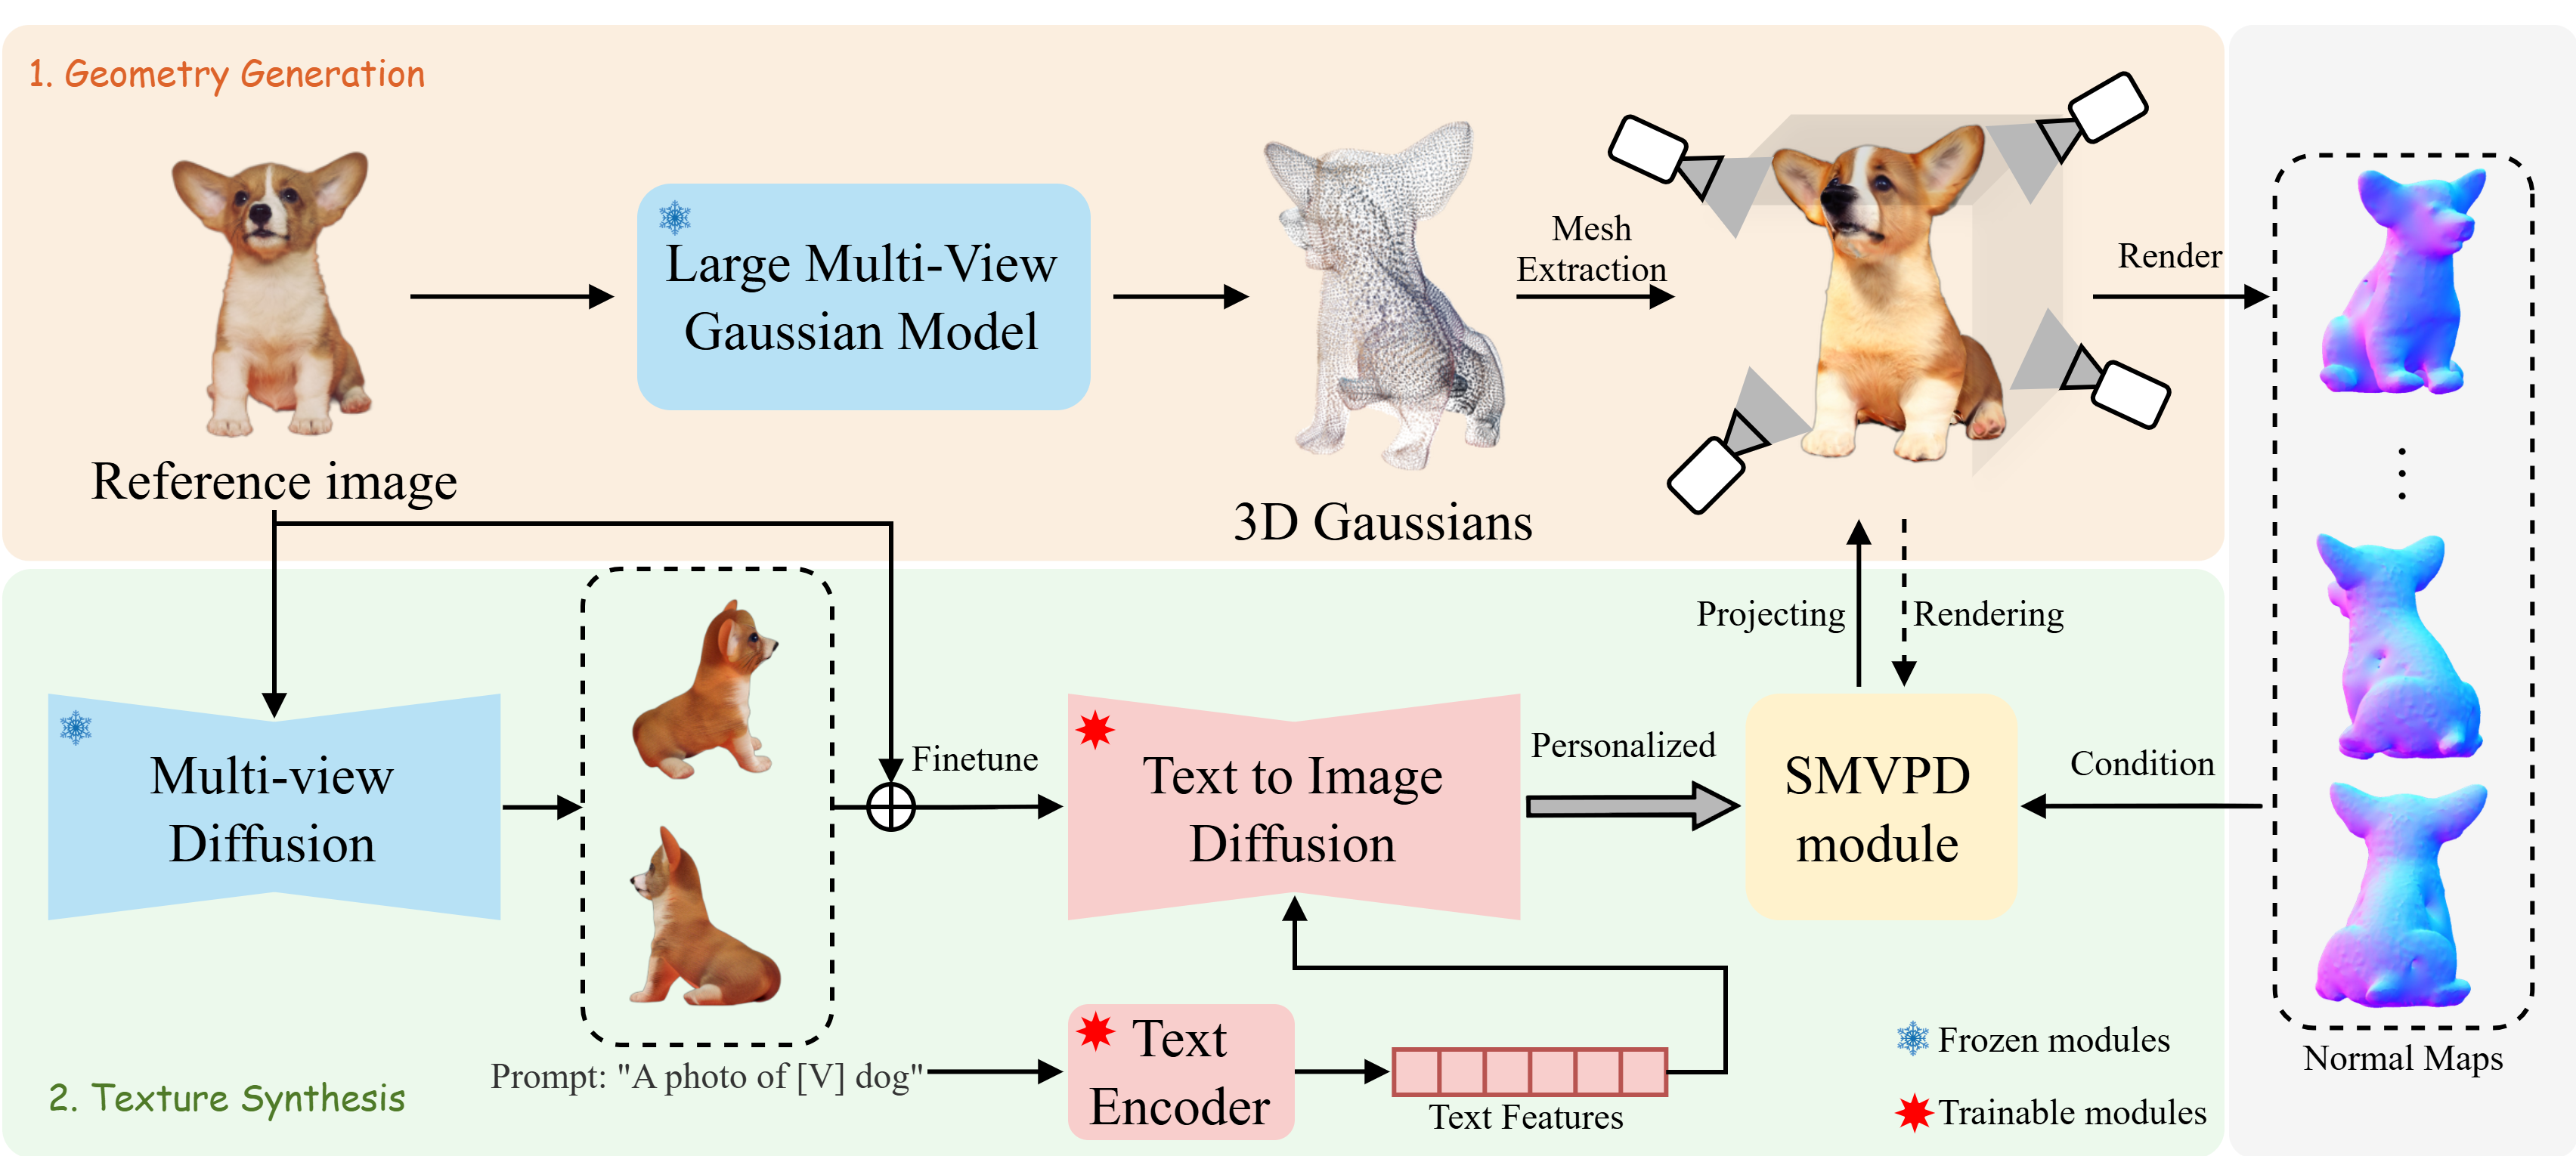 1. Geometry Generation
Large Multi-View
Gaussian Model
Mesh
Extraction
Render
Reference image
3D Gaussians
Projecting
Rendering
Multi-view
Diffusion
Finetune
Text to Image
Diffusion
Personalized
SMVPD
module
Condition
Prompt: "A photo of [V] dog"
Text
Encoder
Text Features
Frozen modules
Trainable modules
Normal Maps
2. Texture Synthesis